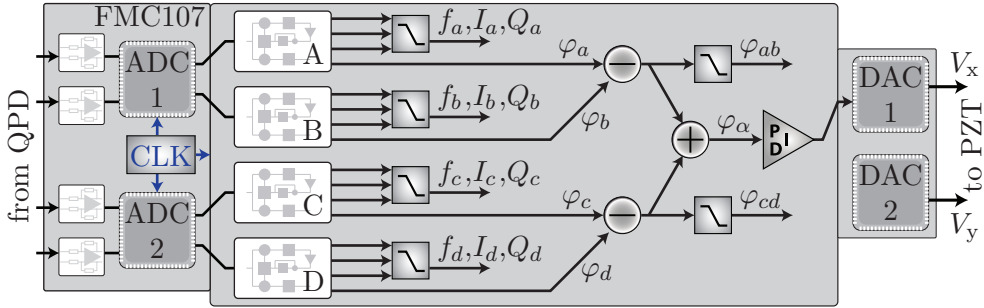 FMC107
from QPD
ADC
1
CLK
ADC
2
A
f_a, I_a, Q_a
φ_a
B
f_b, I_b, Q_b
φ_b
C
f_c, I_c, Q_c
φ_c
D
f_d, I_d, Q_d
φ_d
−
φ_ab
+
φ_α
P I D
−
φ_cd
DAC
1
DAC
2
V_x
to PZT
V_y